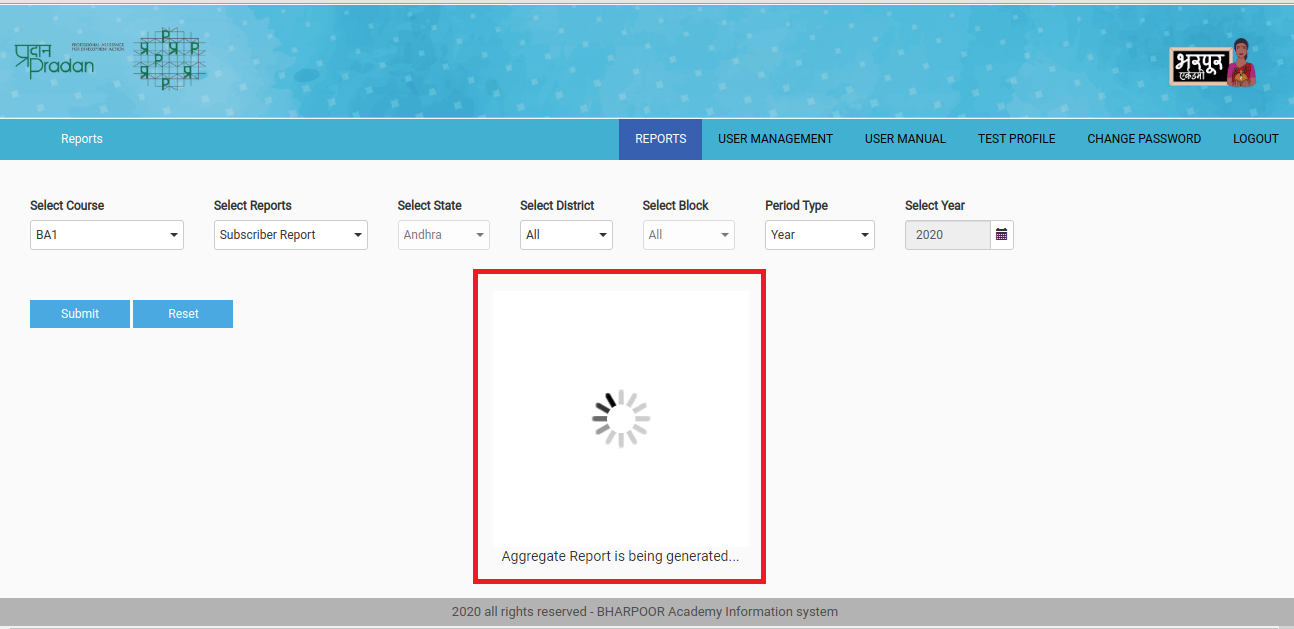 प्रदान
Pradan
PROFESSIONAL ASSISTANCE
FOR DEVELOPMENT ACTION
P
प्र प्र P
P
प्र प्र
P
भरपूर
एकेडमी
Reports
REPORTS
USER MANAGEMENT
USER MANUAL
TEST PROFILE
CHANGE PASSWORD
LOGOUT
Select Course
Select Reports
Select State
Select District
Select Block
Period Type
Select Year
BA1
Subscriber Report
Andhra
All
All
Year
2020
Submit
Reset
Aggregate Report is being generated...
2020 all rights reserved - BHARPOOR Academy Information system